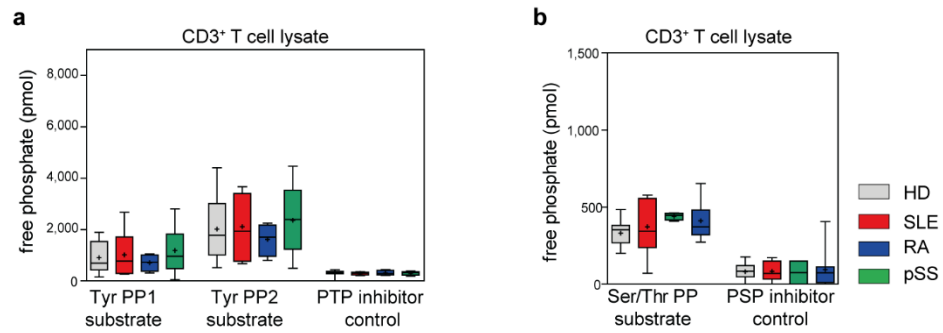 a
CD3⁺ T cell lysate
free phosphate (pmol)
8,000
6,000
4,000
2,000
0
Tyr PP1
substrate
Tyr PP2
substrate
PTP inhibitor
control
b
CD3⁺ T cell lysate
free phosphate (pmol)
1,500
1,000
500
0
Ser/Thr PP
substrate
PSP inhibitor
control
HD
SLE
RA
pSS